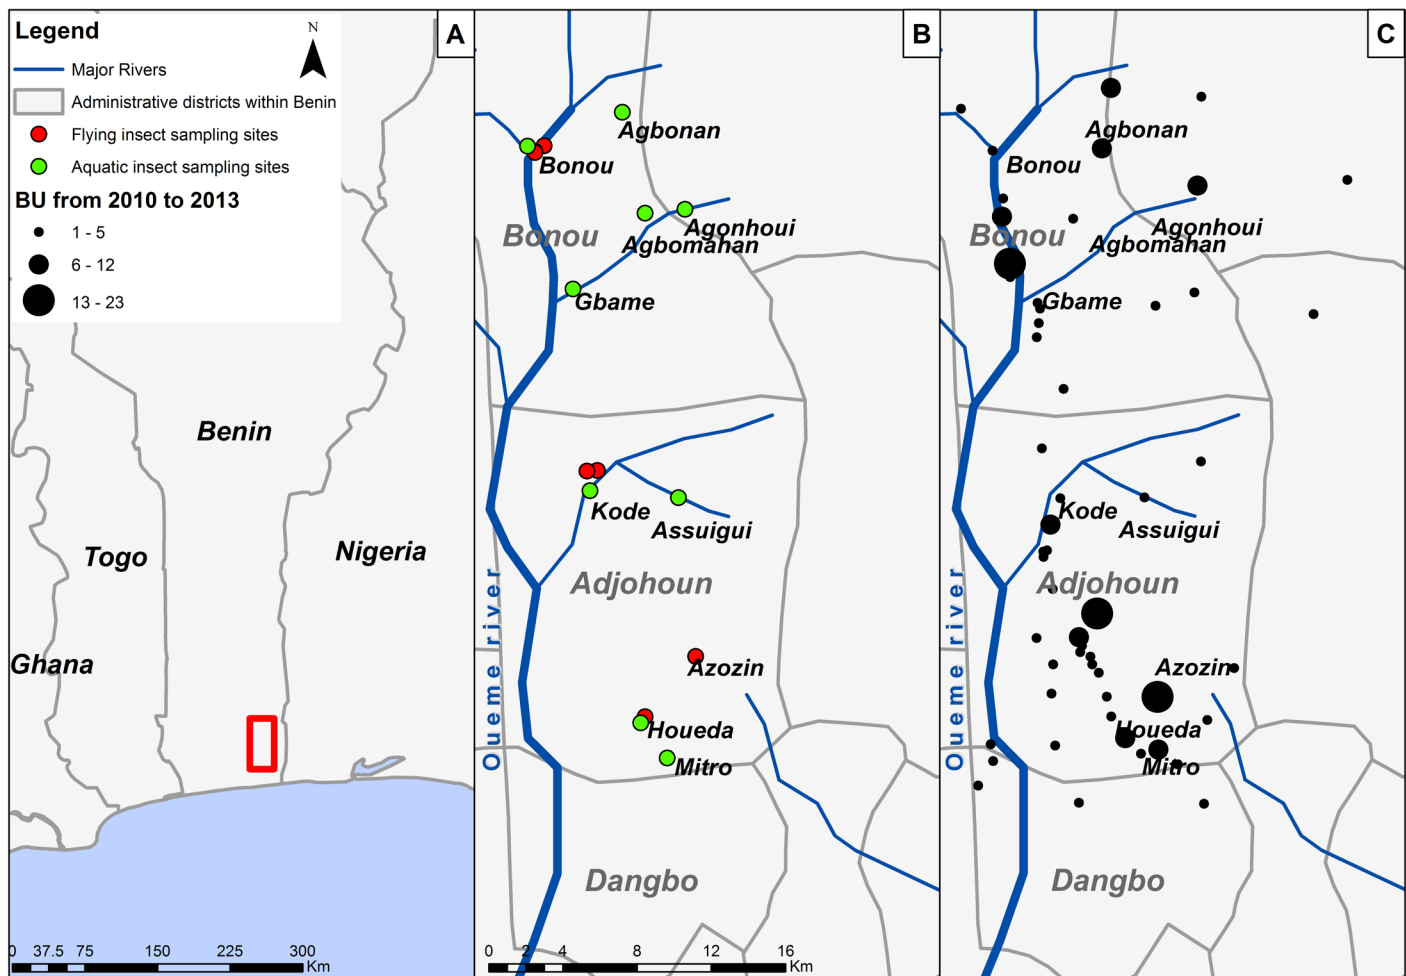 Legend
N
Major Rivers
Administrative districts within Benin
Flying insect sampling sites
Aquatic insect sampling sites
BU from 2010 to 2013
1 - 5
6 - 12
13 - 23
A
Benin
Togo
Nigeria
Ghana
0 37.5 75 150 225 300
Km
B
Agbonan
Bonou
Agonhoui
Bonou
Agbomahan
Gbame
Kode
Assuigui
Adjohoun
Oueme river
Azozin
Houeda
Mitro
Dangbo
0 2 4 8 12 16
Km
C
Agbonan
Bonou
Agonhoui
Bonou
Agbomahan
Gbame
Kode
Assuigui
Adjohoun
Oueme river
Azozin
Houeda
Mitro
Dangbo